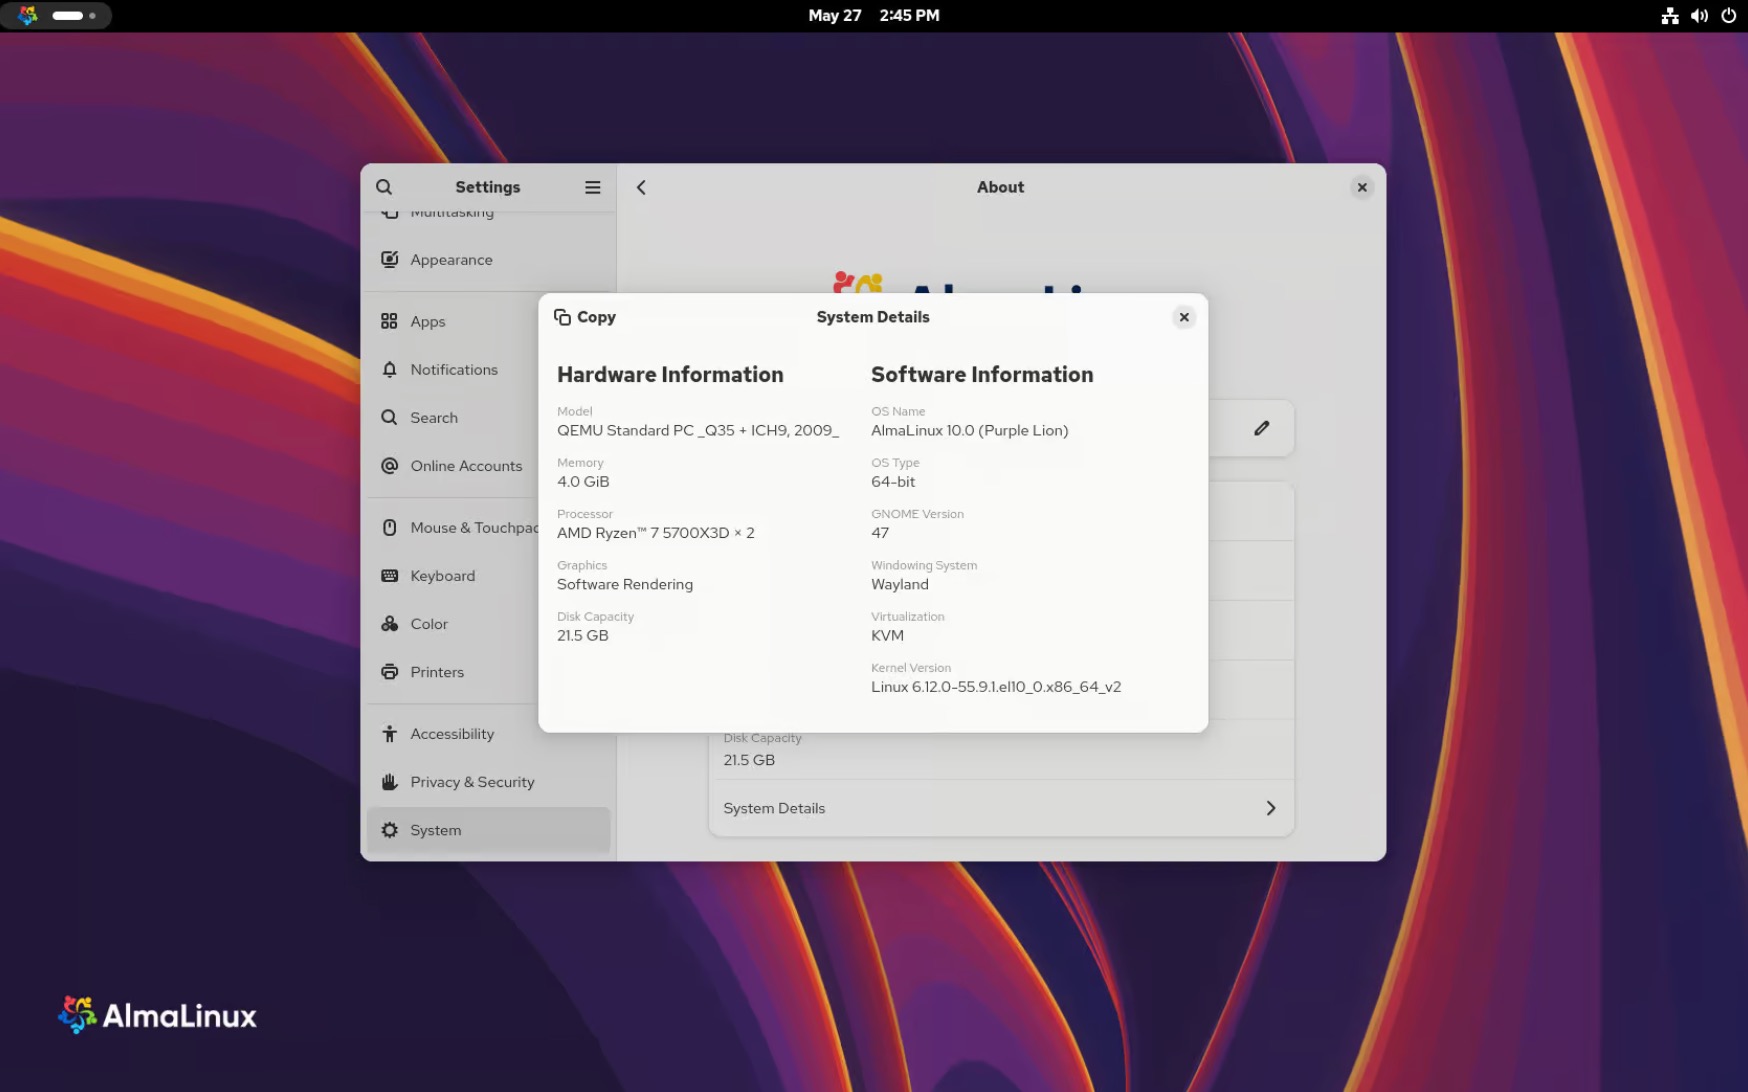 May 27 2:45 PM
Settings
About
Multitasking
Appearance
Apps
Notifications
Search
Online Accounts
Mouse & Touchpad
Keyboard
Color
Printers
Accessibility
Privacy & Security
System
Copy
System Details
Hardware Information
Model
QEMU Standard PC _Q35 + ICH9, 2009_
Memory
4.0 GiB
Processor
AMD Ryzen™ 7 5700X3D × 2
Graphics
Software Rendering
Disk Capacity
21.5 GB
Software Information
OS Name
AlmaLinux 10.0 (Purple Lion)
OS Type
64-bit
GNOME Version
47
Windowing System
Wayland
Virtualization
KVM
Kernel Version
Linux 6.12.0-55.9.1.el10_0.x86_64_v2
Disk Capacity
21.5 GB
System Details
AlmaLinux